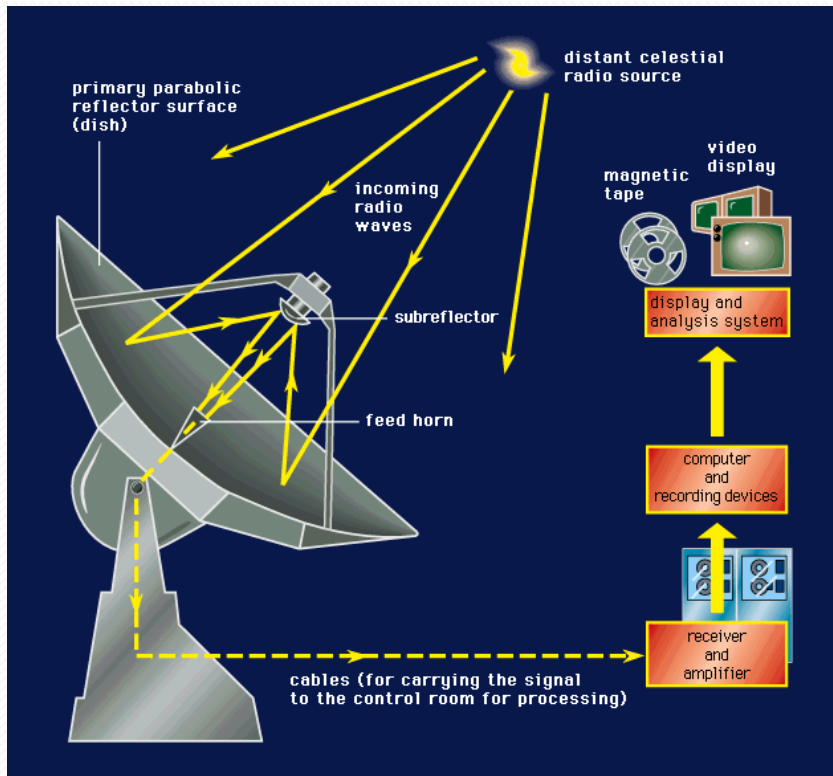 distant celestial
radio source
primary parabolic
reflector surface
(dish)
video
display
magnetic
tape
incoming
radio
waves
display and
analysis system
subreflector
feed horn
computer
and
recording devices
receiver
and
amplifier
cables (for carrying the signal
to the control room for processing)